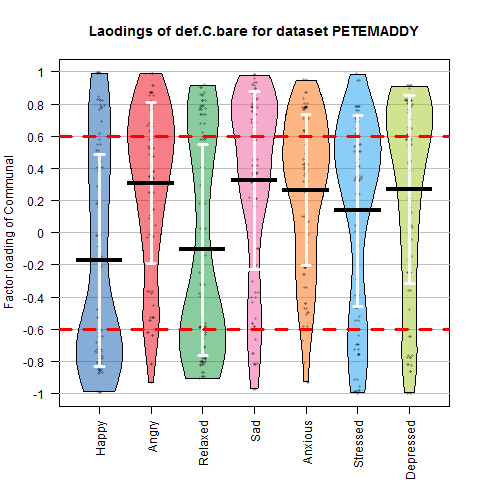 Laodings of def.C.bare for dataset PETEMADDY
Factor loading of Communal
1
0.8
0.6
0.4
0.2
0
-0.2
-0.4
-0.6
-0.8
-1
Happy
Angry
Relaxed
Sad
Anxious
Stressed
Depressed